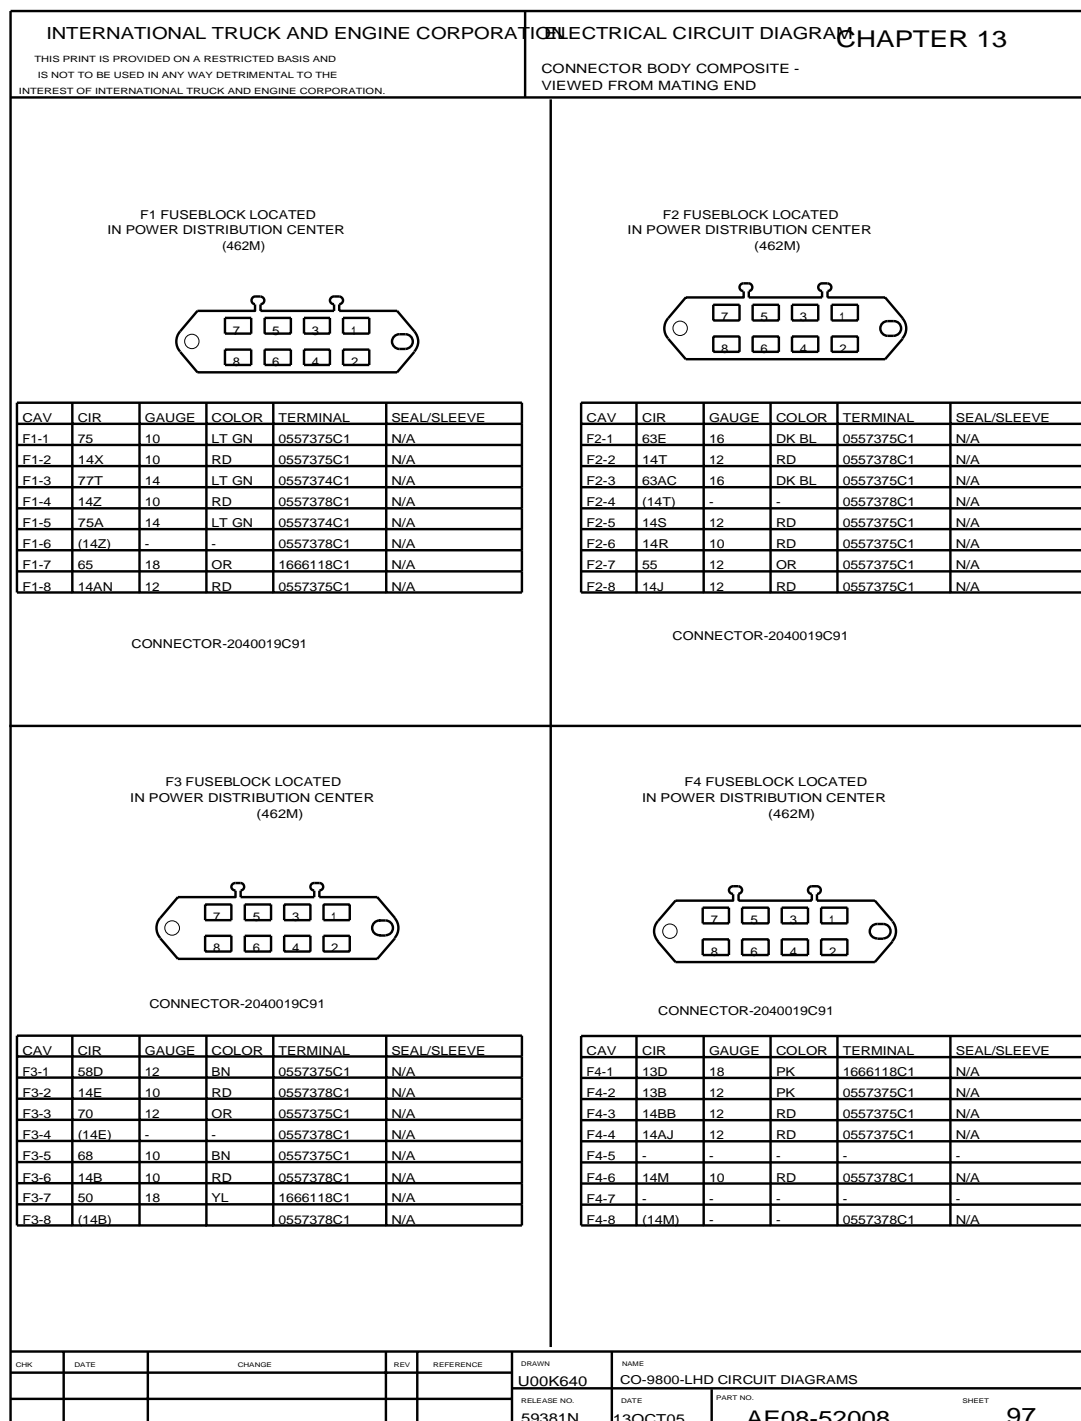 INTERNATIONAL TRUCK AND ENGINE CORPORATION
THIS PRINT IS PROVIDED ON A RESTRICTED BASIS AND
IS NOT TO BE USED IN ANY WAY DETRIMENTAL TO THE
INTEREST OF INTERNATIONAL TRUCK AND ENGINE CORPORATION.
ELECTRICAL CIRCUIT DIAGRAM
CHAPTER 13
CONNECTOR BODY COMPOSITE -
VIEWED FROM MATING END
F1 FUSEBLOCK LOCATED
IN POWER DISTRIBUTION CENTER
(462M)
7 5 3 1
8 6 4 2
CAV CIR GAUGE COLOR TERMINAL SEAL/SLEEVE
F1-1 75 10 LT GN 0557375C1 N/A
F1-2 14X 10 RD 0557375C1 N/A
F1-3 77T 14 LT GN 0557374C1 N/A
F1-4 14Z 10 RD 0557378C1 N/A
F1-5 75A 14 LT GN 0557374C1 N/A
F1-6 (14Z) - - 0557378C1 N/A
F1-7 65 18 OR 1666118C1 N/A
F1-8 14AN 12 RD 0557375C1 N/A
CONNECTOR-2040019C91
F2 FUSEBLOCK LOCATED
IN POWER DISTRIBUTION CENTER
(462M)
7 5 3 1
8 6 4 2
CAV CIR GAUGE COLOR TERMINAL SEAL/SLEEVE
F2-1 63E 16 DK BL 0557375C1 N/A
F2-2 14T 12 RD 0557378C1 N/A
F2-3 63AC 16 DK BL 0557375C1 N/A
F2-4 (14T) - - 0557378C1 N/A
F2-5 14S 12 RD 0557375C1 N/A
F2-6 14R 10 RD 0557375C1 N/A
F2-7 55 12 OR 0557375C1 N/A
F2-8 14J 12 RD 0557375C1 N/A
CONNECTOR-2040019C91
F3 FUSEBLOCK LOCATED
IN POWER DISTRIBUTION CENTER
(462M)
7 5 3 1
8 6 4 2
CONNECTOR-2040019C91
CAV CIR GAUGE COLOR TERMINAL SEAL/SLEEVE
F3-1 58D 12 BN 0557375C1 N/A
F3-2 14E 10 RD 0557378C1 N/A
F3-3 70 12 OR 0557375C1 N/A
F3-4 (14E) - - 0557378C1 N/A
F3-5 68 10 BN 0557375C1 N/A
F3-6 14B 10 RD 0557378C1 N/A
F3-7 50 18 YL 1666118C1 N/A
F3-8 (14B) 0557378C1 N/A
F4 FUSEBLOCK LOCATED
IN POWER DISTRIBUTION CENTER
(462M)
7 5 3 1
8 6 4 2
CONNECTOR-2040019C91
CAV CIR GAUGE COLOR TERMINAL SEAL/SLEEVE
F4-1 13D 18 PK 1666118C1 N/A
F4-2 13B 12 PK 0557375C1 N/A
F4-3 14BB 12 RD 0557375C1 N/A
F4-4 14AJ 12 RD 0557375C1 N/A
F4-5 - - - - -
F4-6 14M 10 RD 0557378C1 N/A
F4-7 - - - - -
F4-8 (14M) - - 0557378C1 N/A
CHK DATE CHANGE REV REFERENCE
DRAWN
U00K640
NAME
CO-9800-LHD CIRCUIT DIAGRAMS
RELEASE NO.
59381N
DATE
13OCT05
PART NO.
AE08-52008
SHEET
97